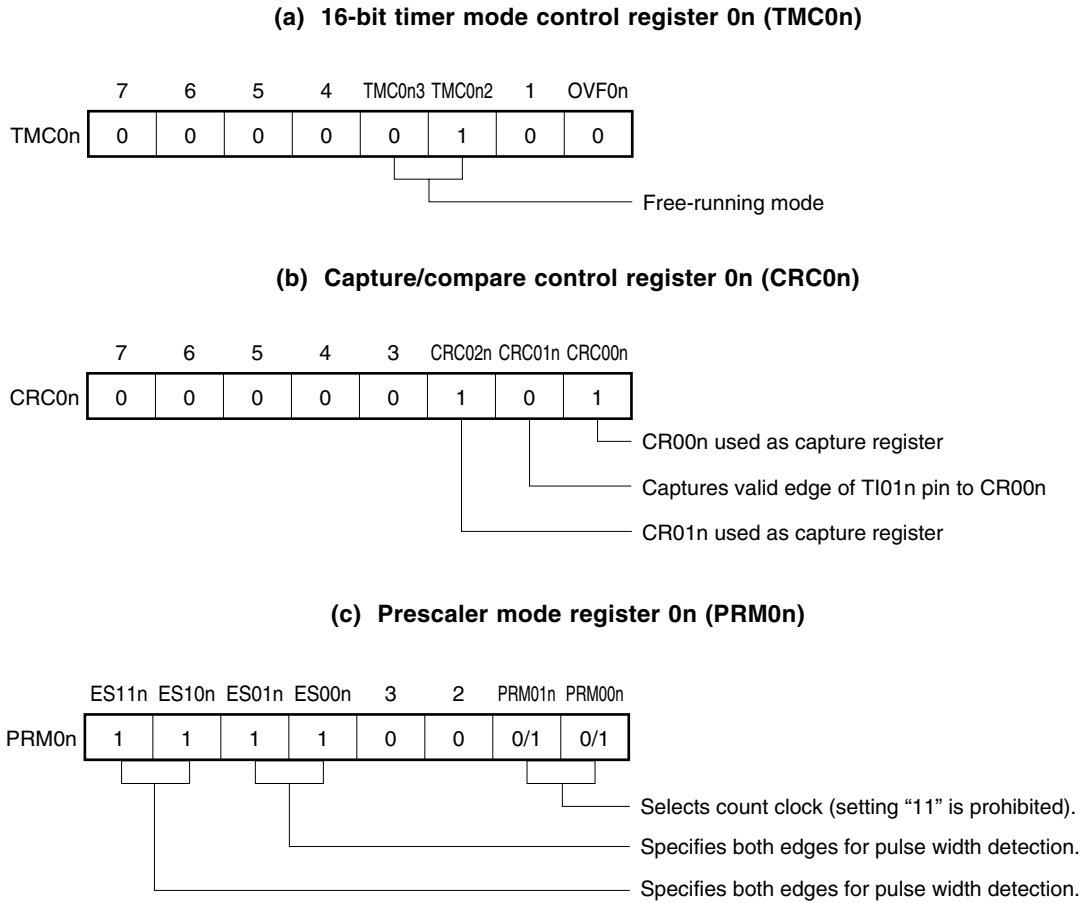 (a) 16-bit timer mode control register 0n (TMC0n)
7 6 5 4 TMC0n3 TMC0n2 1 OVF0n
TMC0n 0 0 0 0 0 1 0 0
Free-running mode
(b) Capture/compare control register 0n (CRC0n)
7 6 5 4 3 CRC02n CRC01n CRC00n
CRC0n 0 0 0 0 0 1 0 1
CR00n used as capture register
Captures valid edge of TI01n pin to CR00n
CR01n used as capture register
(c) Prescaler mode register 0n (PRM0n)
ES11n ES10n ES01n ES00n 3 2 PRM01n PRM00n
PRM0n 1 1 1 1 0 0 0/1 0/1
Selects count clock (setting “11” is prohibited).
Specifies both edges for pulse width detection.
Specifies both edges for pulse width detection.